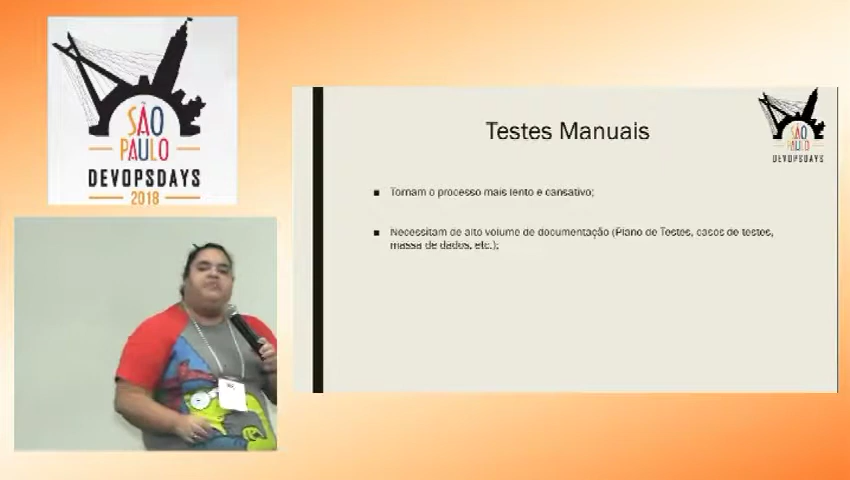 SÃO
PAULO
DEVOPSDAYS
2018
Testes Manuais
SÃO
PAULO
DEVOPSDAYS
■ Tornam o processo mais lento e cansativo;
■ Necessitam de alto volume de documentação (Plano de Testes, casos de testes,
massa de dados, etc.);